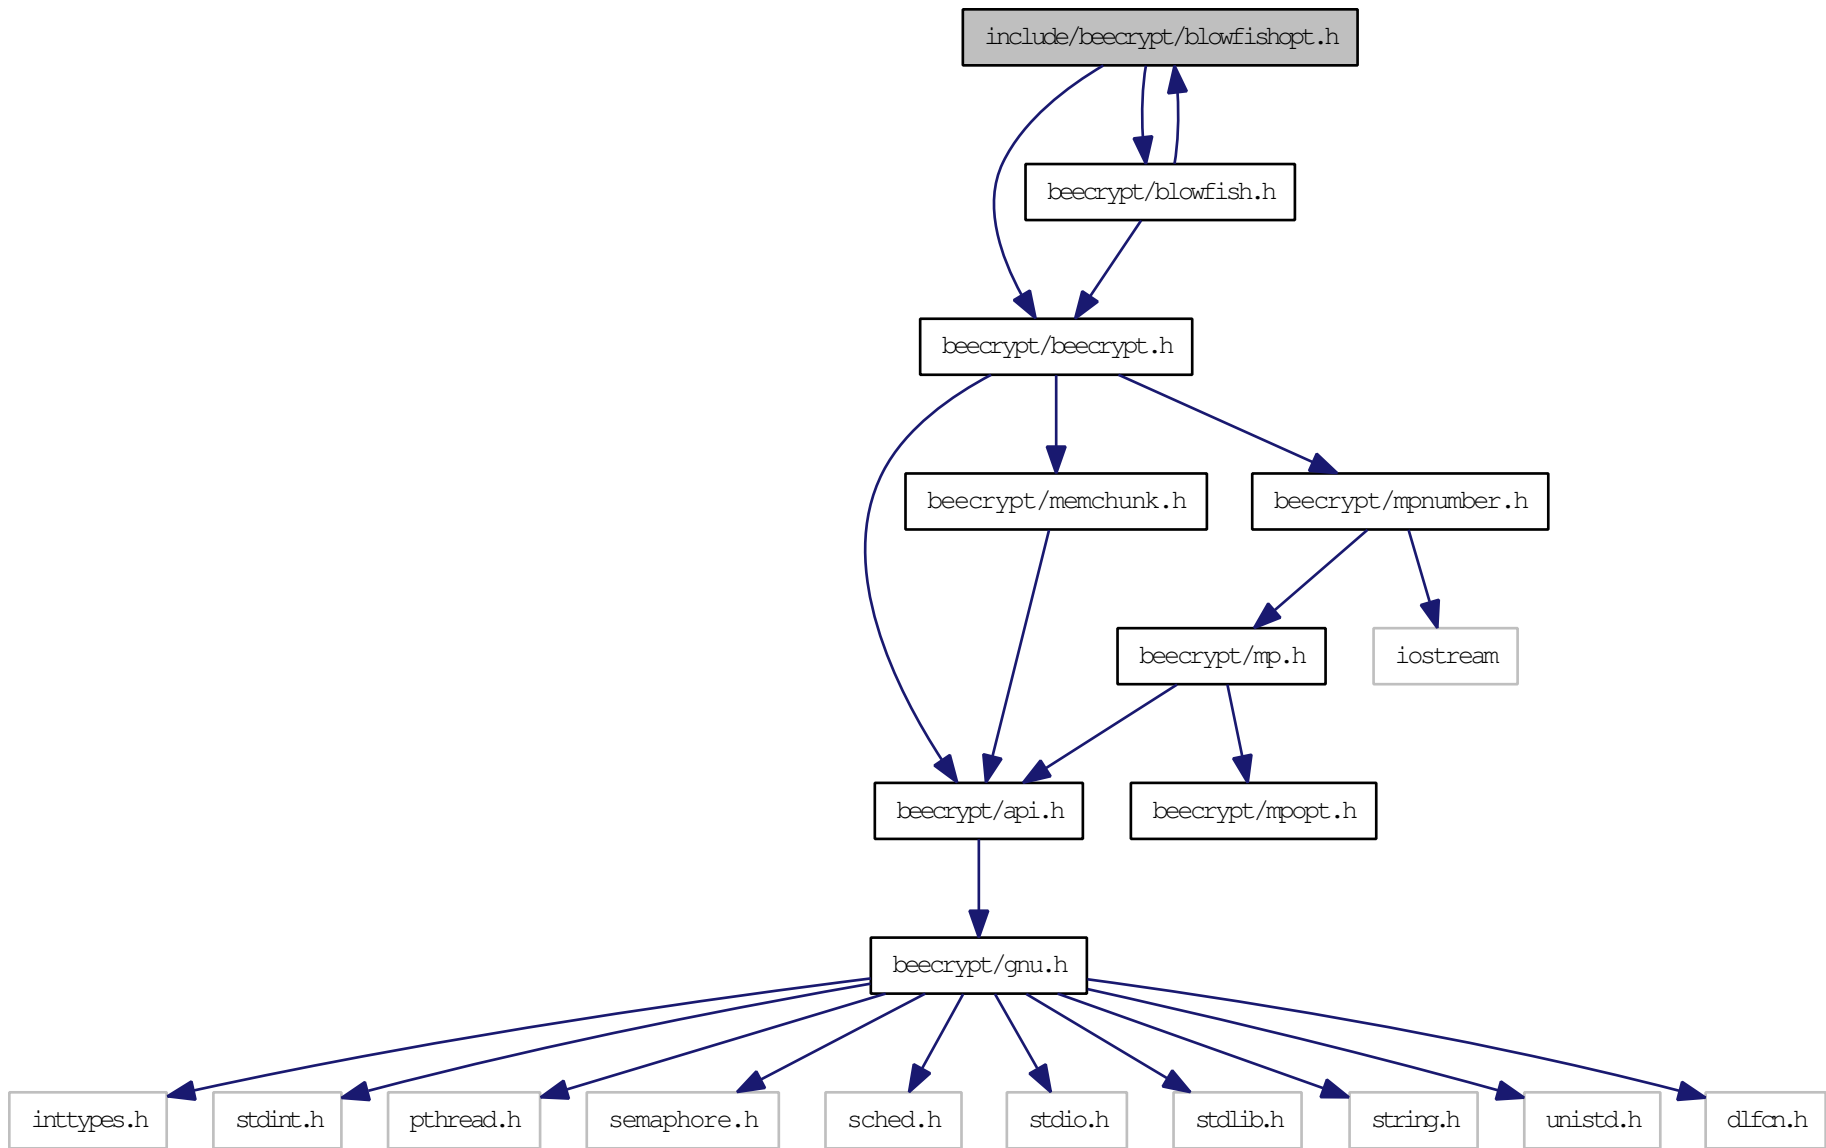 include/beecrypt/blowfishopt.h
beecrypt/blowfish.h
beecrypt/beecrypt.h
beecrypt/memchunk.h
beecrypt/mpnumber.h
beecrypt/mp.h
iostream
beecrypt/api.h
beecrypt/mpopt.h
beecrypt/gnu.h
inttypes.h
stdint.h
pthread.h
semaphore.h
sched.h
stdio.h
stdlib.h
string.h
unistd.h
dlfcn.h